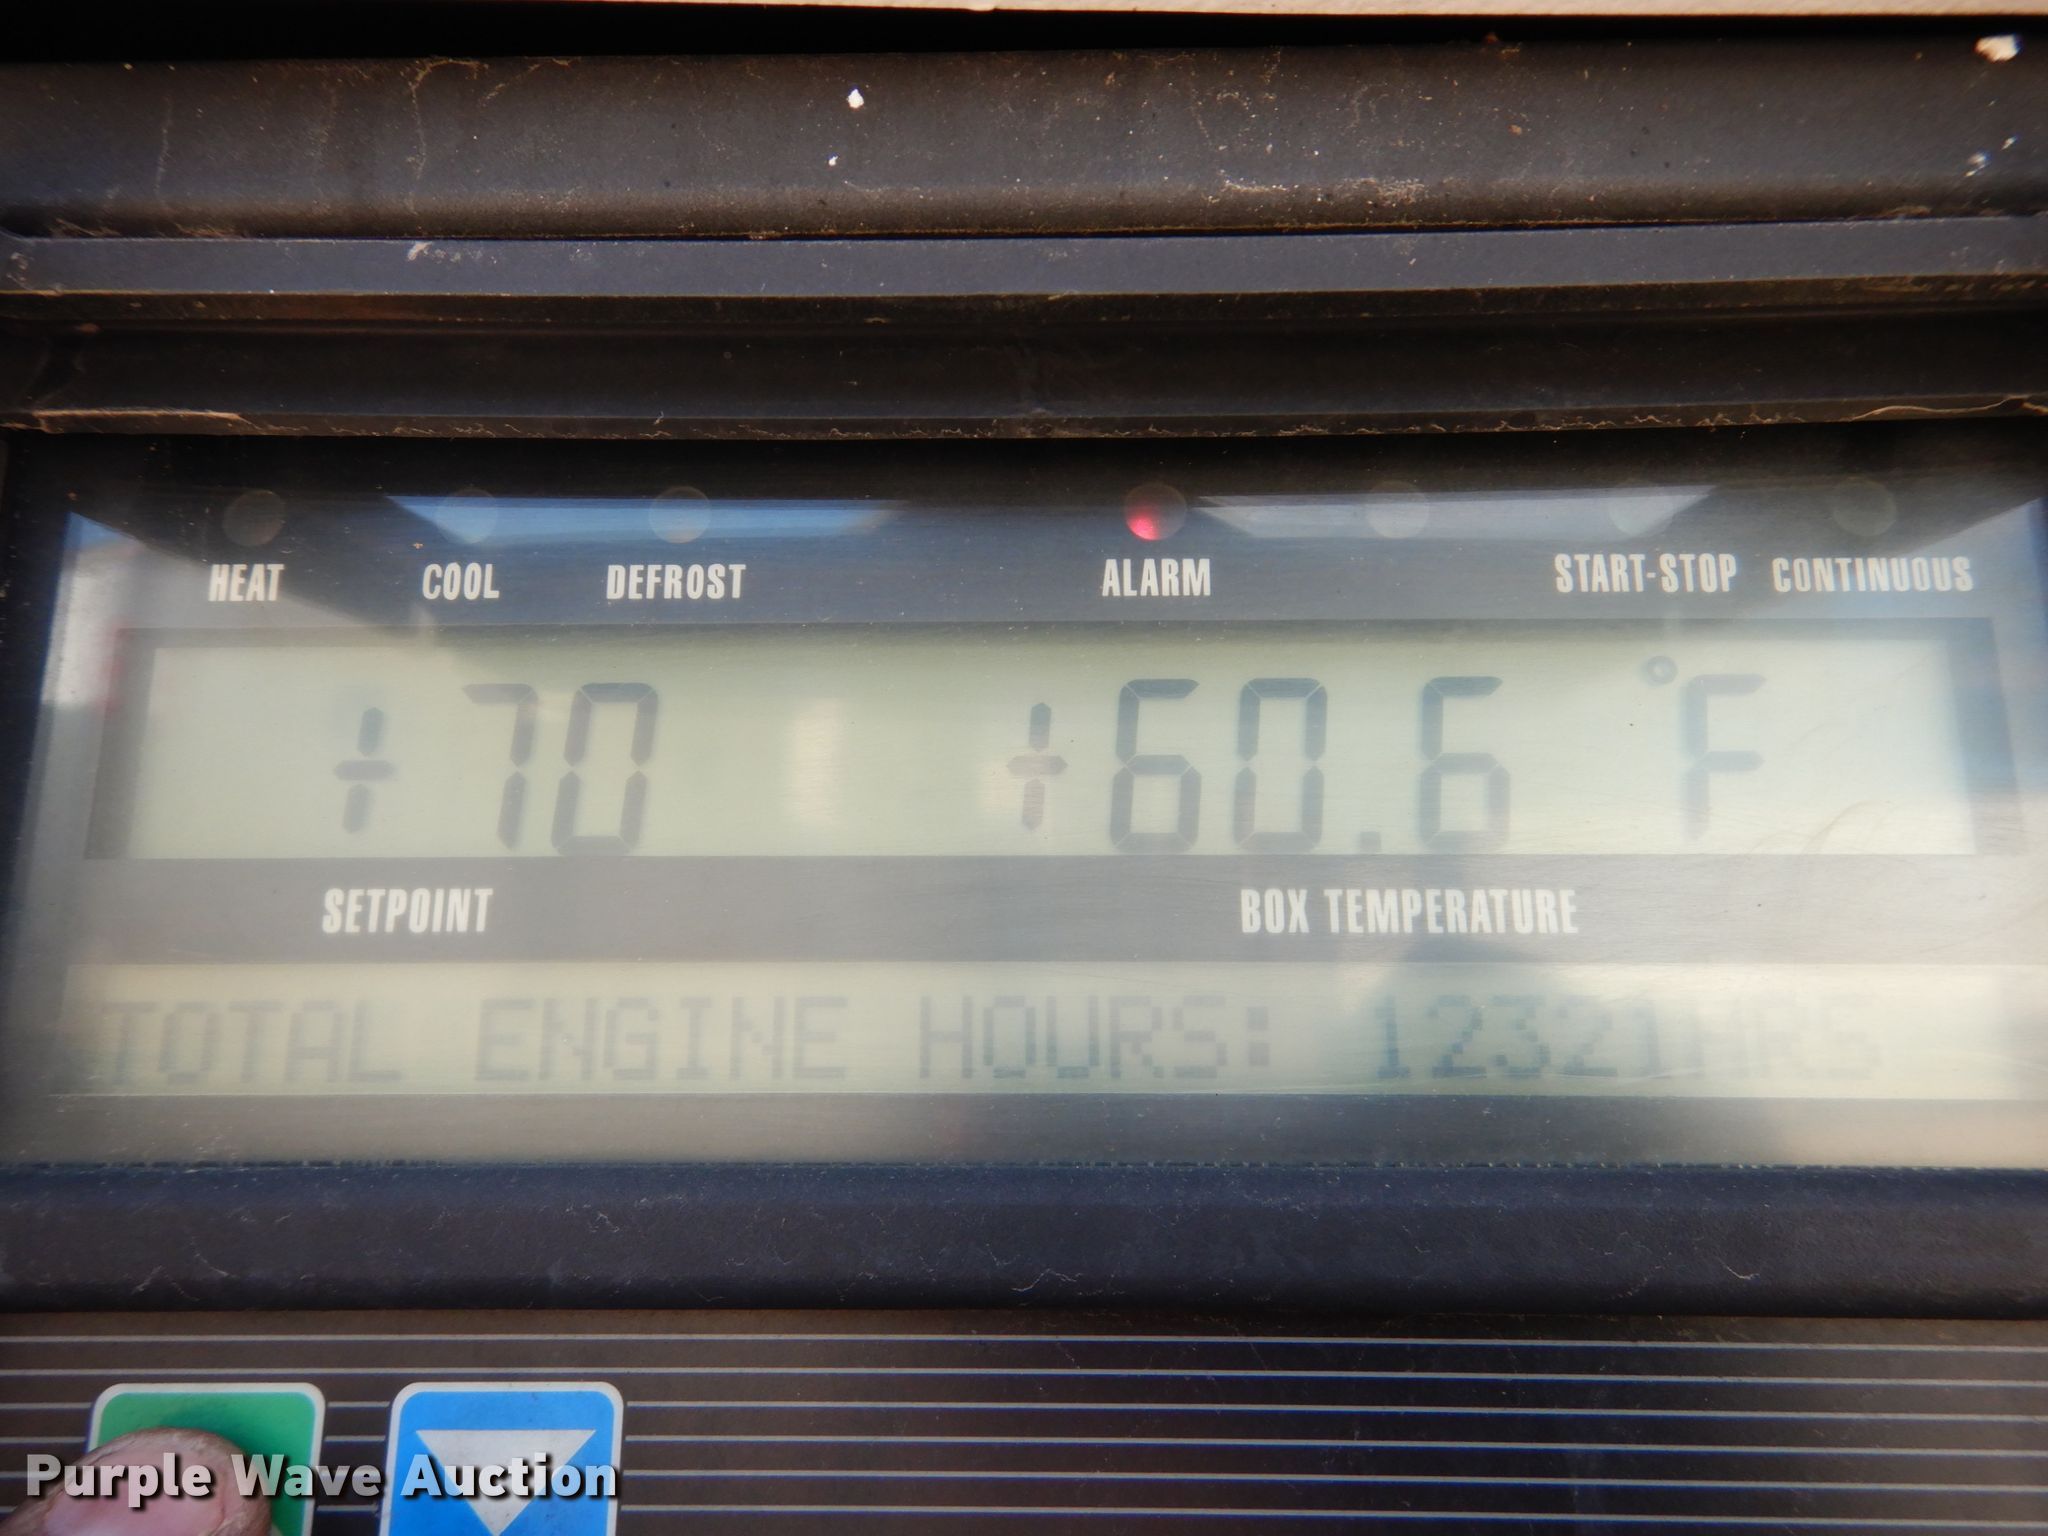 HEAT COOL DEFROST ALARM START-STOP CONTINUOUS
+70 +60.6 °F
SETPOINT BOX TEMPERATURE
TOTAL ENGINE HOURS: 12321HRS
Purple Wave Auction